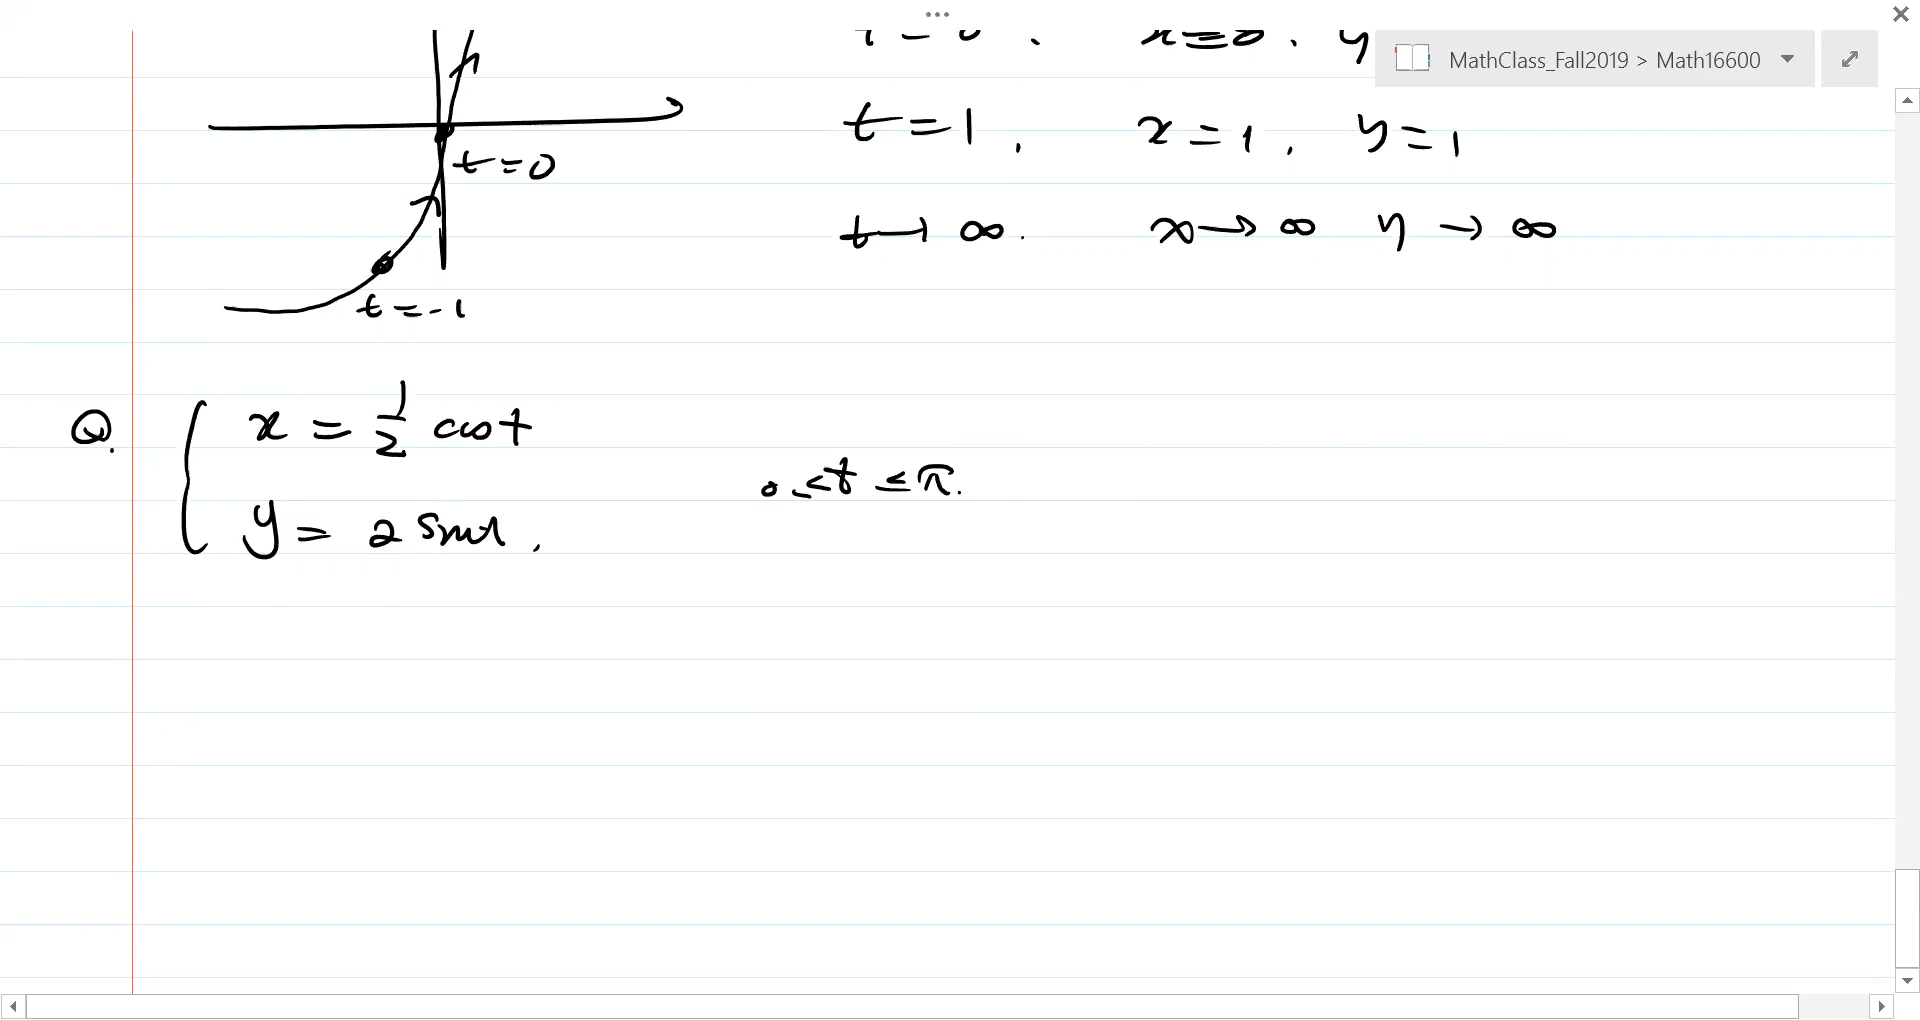 MathClass_Fall2019 > Math16600
t = 1, x = 1, y = 1
t = 0
t → ∞. x → ∞ y → ∞
t = -1
Q. x = 1/2 cos t
0 ≤ t ≤ π.
y = 2 sin t,